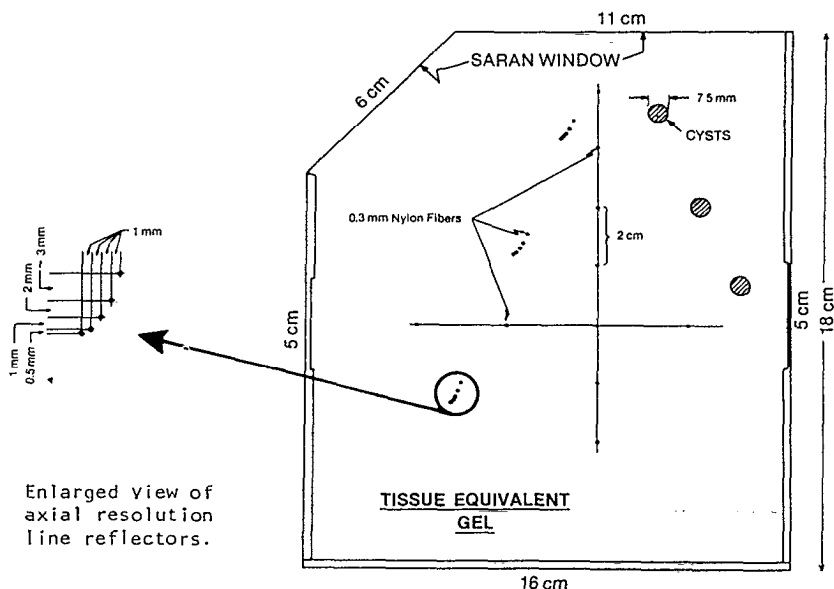 11 cm
SARAN WINDOW
6 cm
7 5 mm
CYSTS
0.3 mm Nylon Fibers
2 cm
1 mm
3 mm
2 mm
1 mm
0.5 mm
5 cm
5 cm
18 cm
Enlarged view of
axial resolution
line reflectors.
TISSUE EQUIVALENT
GEL
16 cm